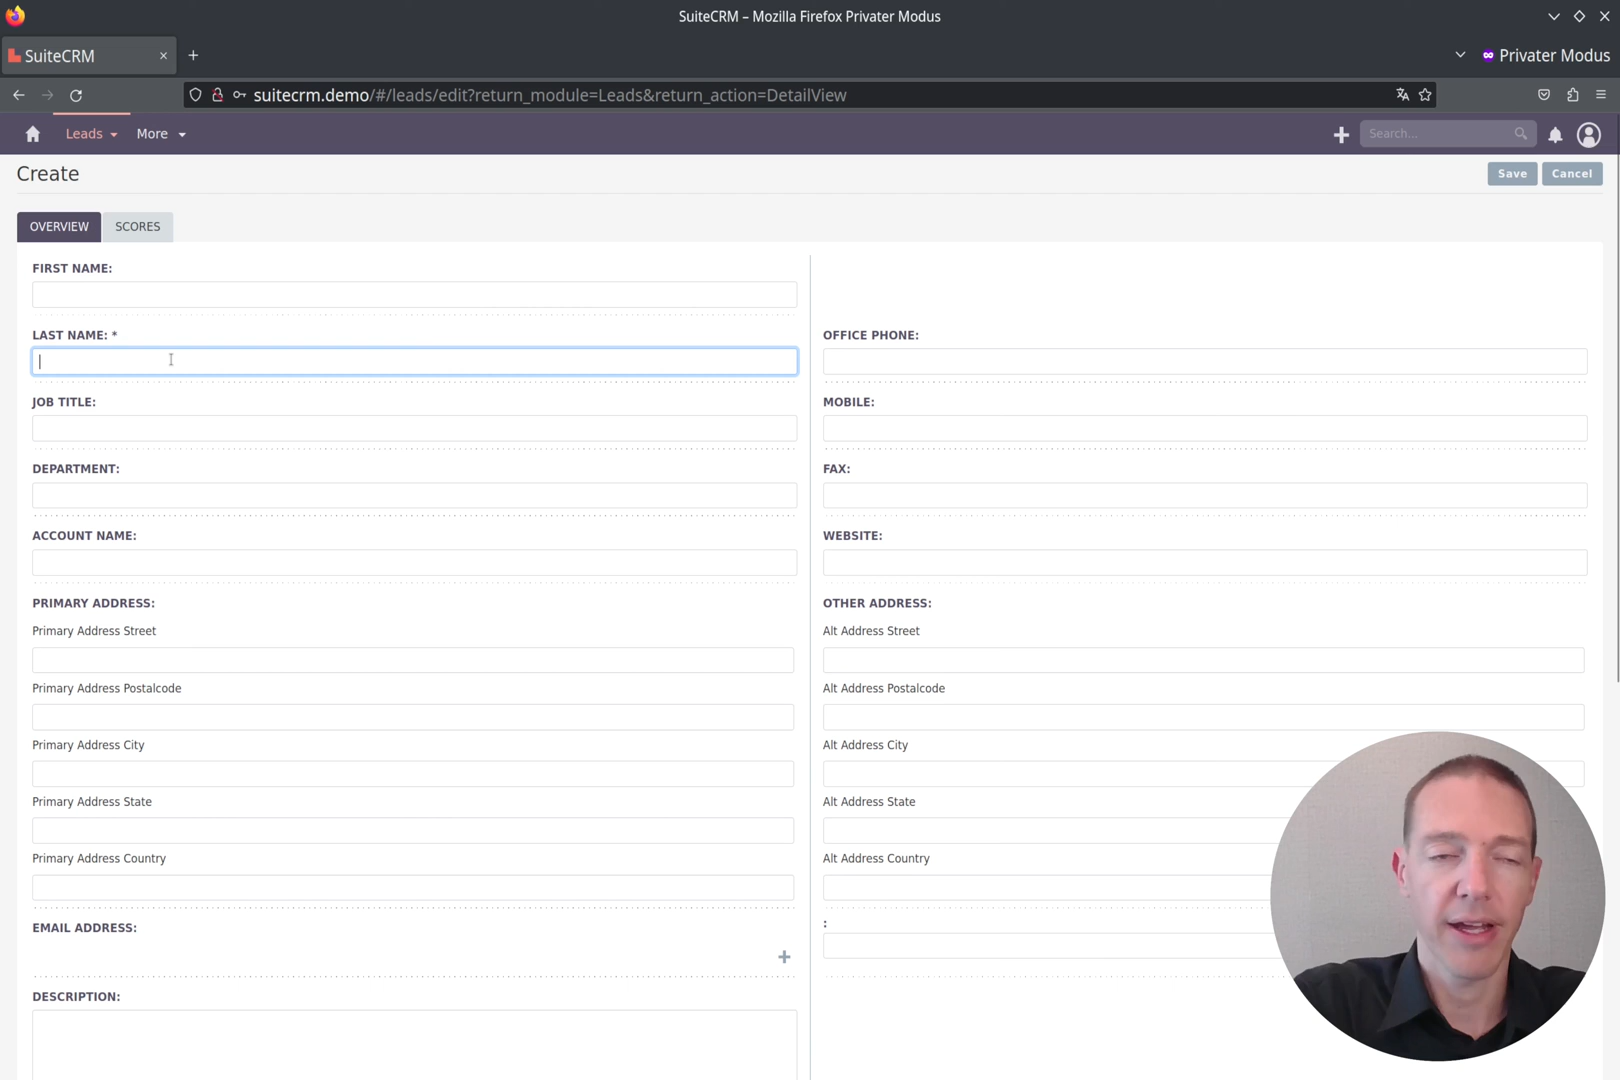 SuiteCRM – Mozilla Firefox Privater Modus
SuiteCRM
Privater Modus
suitecrm.demo/#/leads/edit?return_module=Leads&return_action=DetailView
Leads
More
Search...
Create
Save
Cancel
OVERVIEW
SCORES
FIRST NAME:
LAST NAME: *
OFFICE PHONE:
JOB TITLE:
MOBILE:
DEPARTMENT:
FAX:
ACCOUNT NAME:
WEBSITE:
PRIMARY ADDRESS:
OTHER ADDRESS:
Primary Address Street
Alt Address Street
Primary Address Postalcode
Alt Address Postalcode
Primary Address City
Alt Address City
Primary Address State
Alt Address State
Primary Address Country
Alt Address Country
EMAIL ADDRESS:
:
DESCRIPTION: